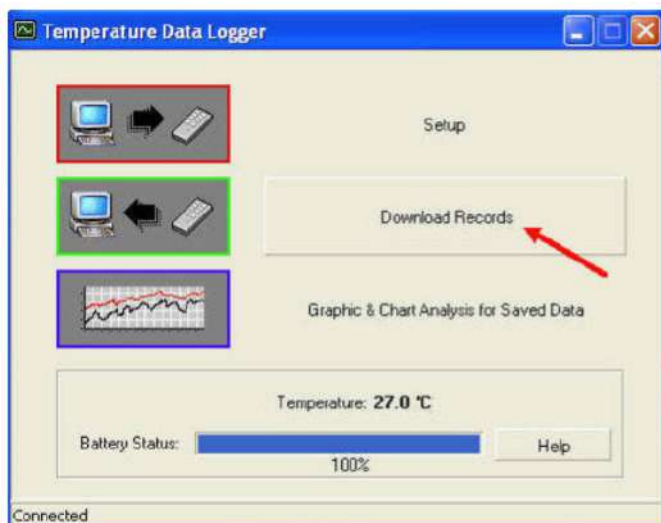 Temperature Data Logger
Setup
Download Records
Graphic & Chart Analysis for Saved Data
Temperature: 27.0 °C
Battery Status:
100%
Help
Connected